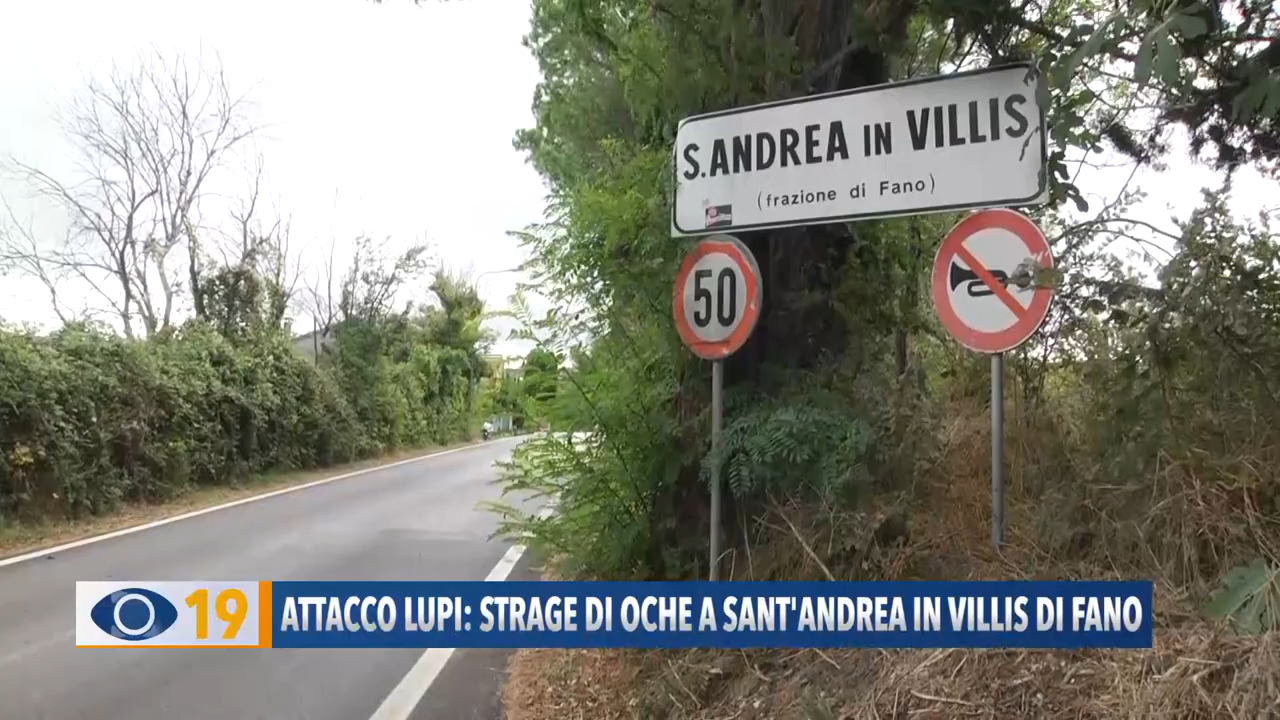 S.ANDREA IN VILLIS
(frazione di Fano)
50
19 ATTACCO LUPI: STRAGE DI OCHE A SANT'ANDREA IN VILLIS DI FANO